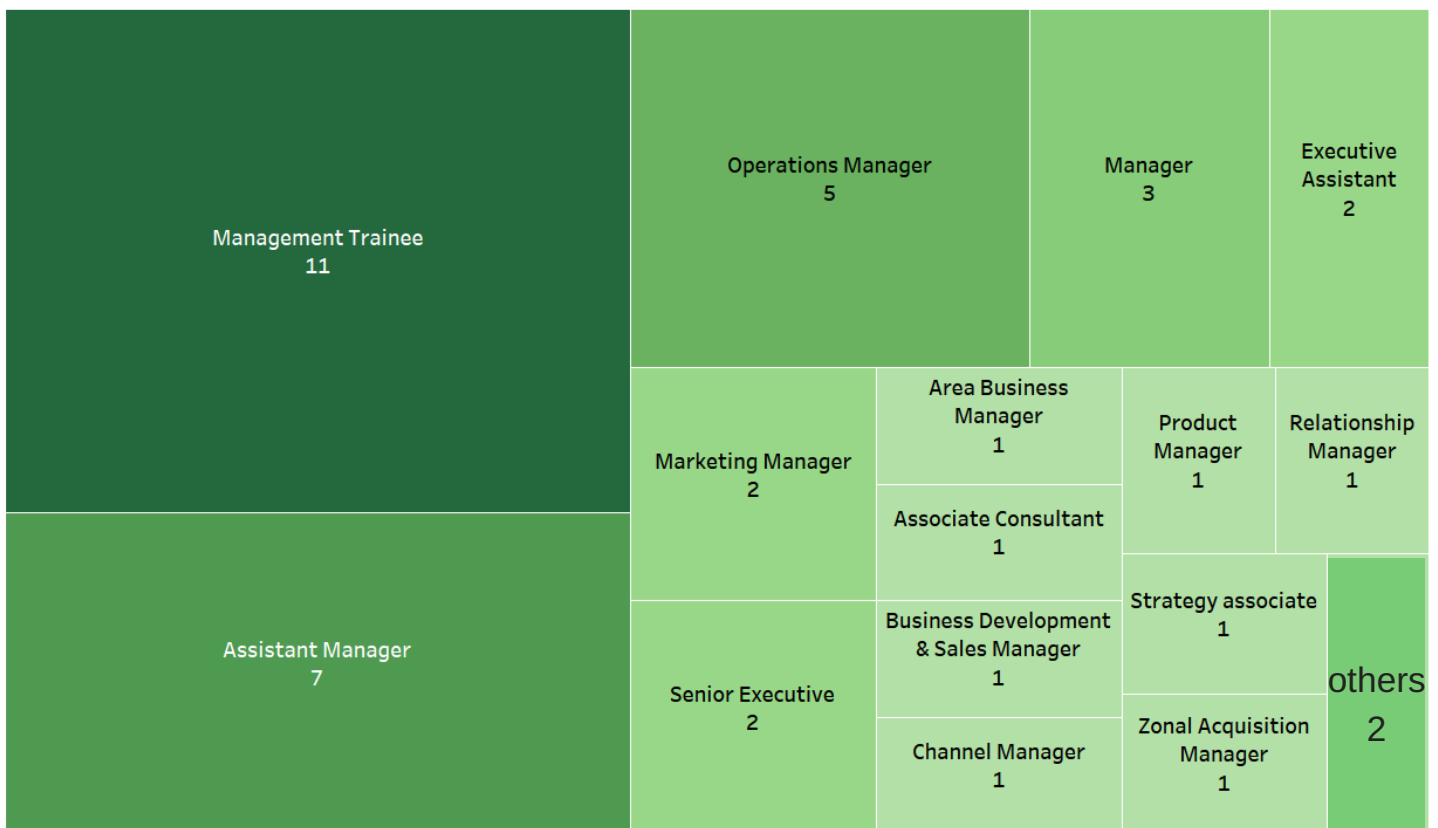 Management Trainee
11
Assistant Manager
7
Operations Manager
5
Manager
3
Executive
Assistant
2
Marketing Manager
2
Senior Executive
2
Area Business
Manager
1
Associate Consultant
1
Business Development
& Sales Manager
1
Channel Manager
1
Product
Manager
1
Relationship
Manager
1
Strategy associate
1
Zonal Acquisition
Manager
1
others
2